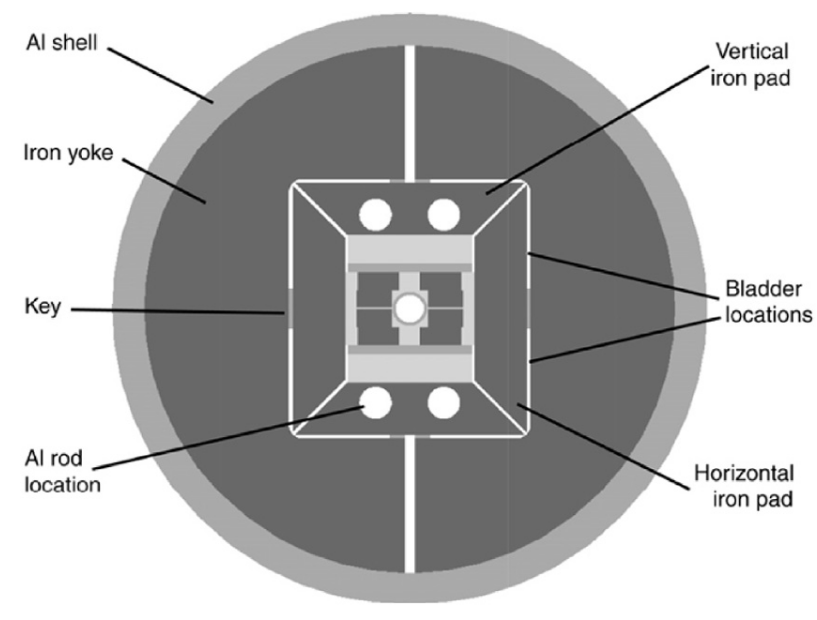 Al shell
Vertical
iron pad
Iron yoke
Key
Bladder
locations
Al rod
location
Horizontal
iron pad